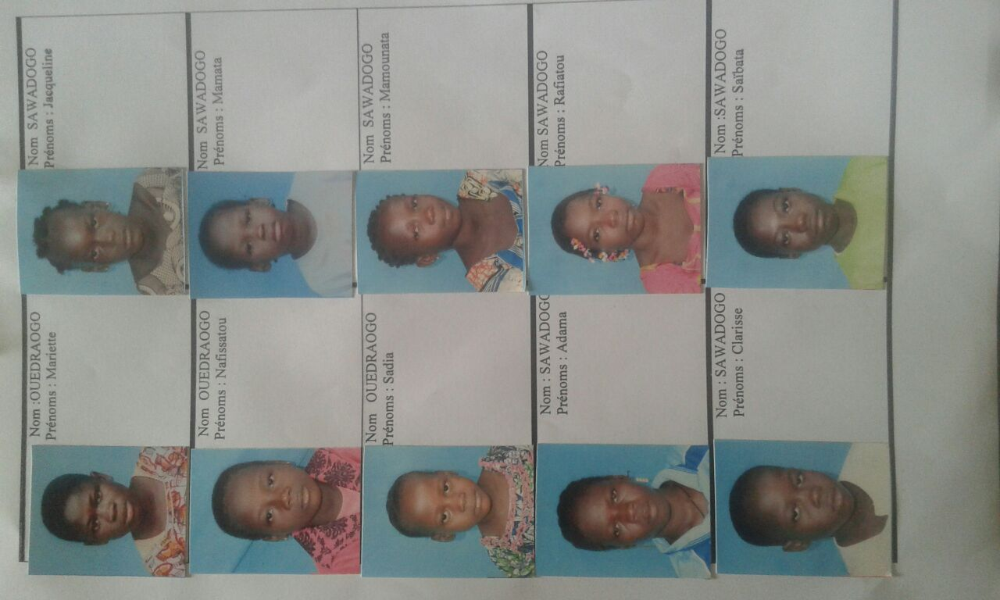 Nom :OUEDRAOGO
Prénoms : Mariette
Nom SAWADOGO
Prénoms : Jacqueline
Nom OUEDRAOGO
Prénoms : Nafissatou
Nom SAWADOGO
Prénoms : Mamata
Nom OUEDRAOGO
Prénoms : Sadia
Nom SAWADOGO
Prénoms : Mamounata
Nom : SAWADOGO
Prénoms : Adama
Nom SAWADOGO
Prénoms : Rafiatou
Nom : SAWADOGO
Prénoms : Clarisse
Nom :SAWADOGO
Prénoms : Saïbata